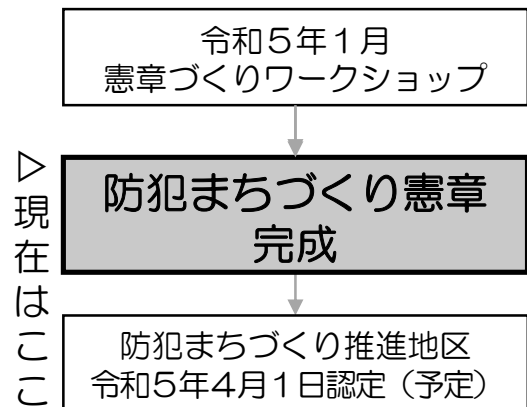 令和５年１月
憲章づくりワークショップ
▷現在はここ
防犯まちづくり憲章
完成
防犯まちづくり推進地区
令和５年４月１日認定（予定）